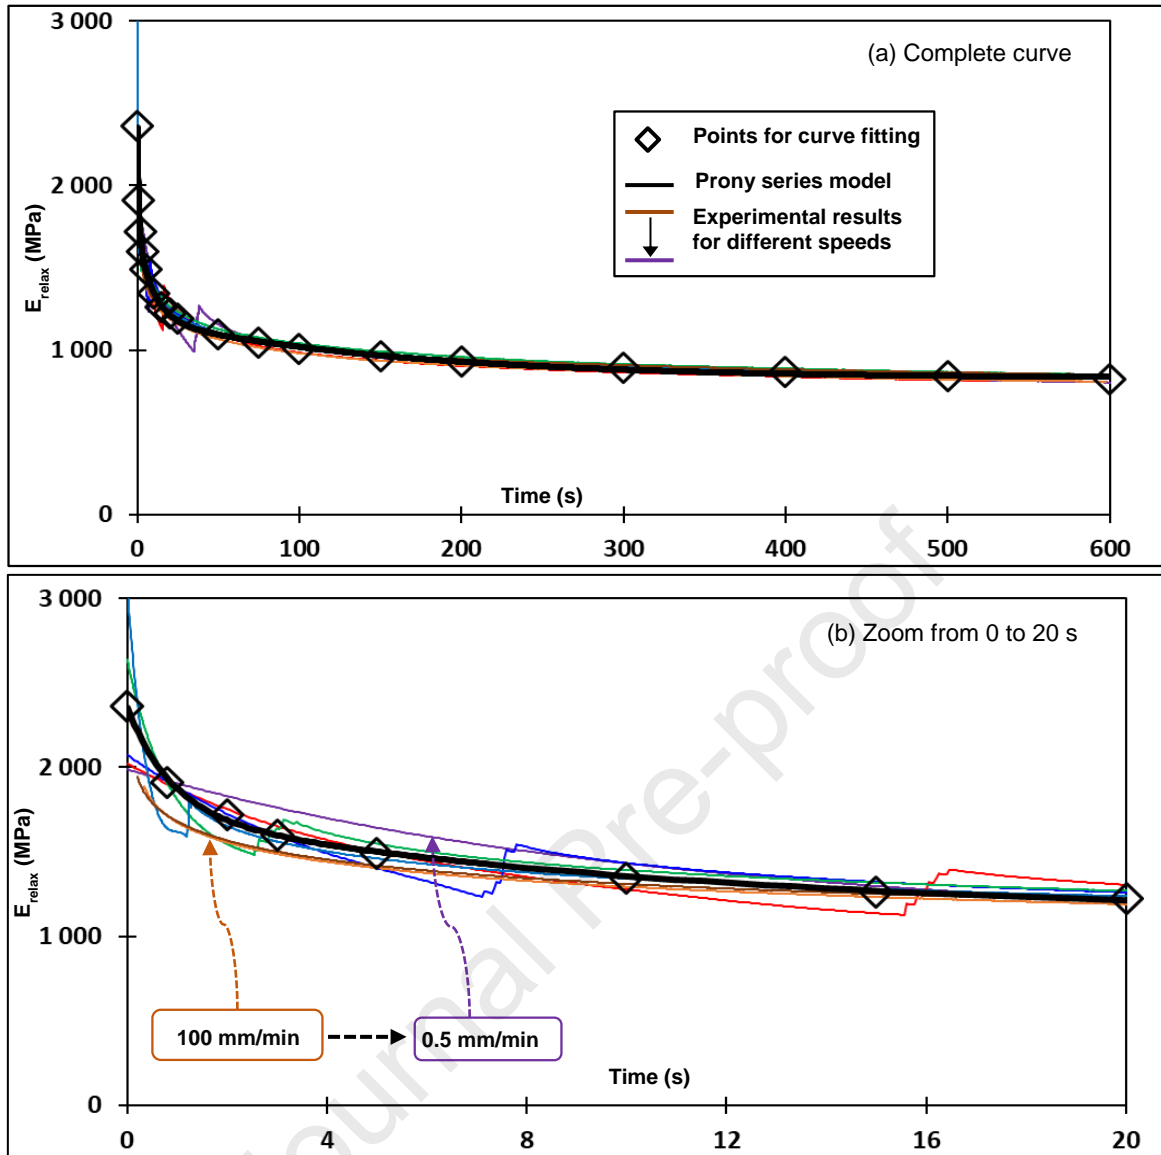 3 000
(a) Complete curve
Points for curve fitting
Prony series model
Experimental results
for different speeds
2 000
E relax (MPa)
1 000
Time (s)
0
0 100 200 300 400 500 600
3 000
(b) Zoom from 0 to 20 s
2 000
E relax (MPa)
1 000
100 mm/min
0.5 mm/min
Time (s)
0
0 4 8 12 16 20
Journal Pre-proof